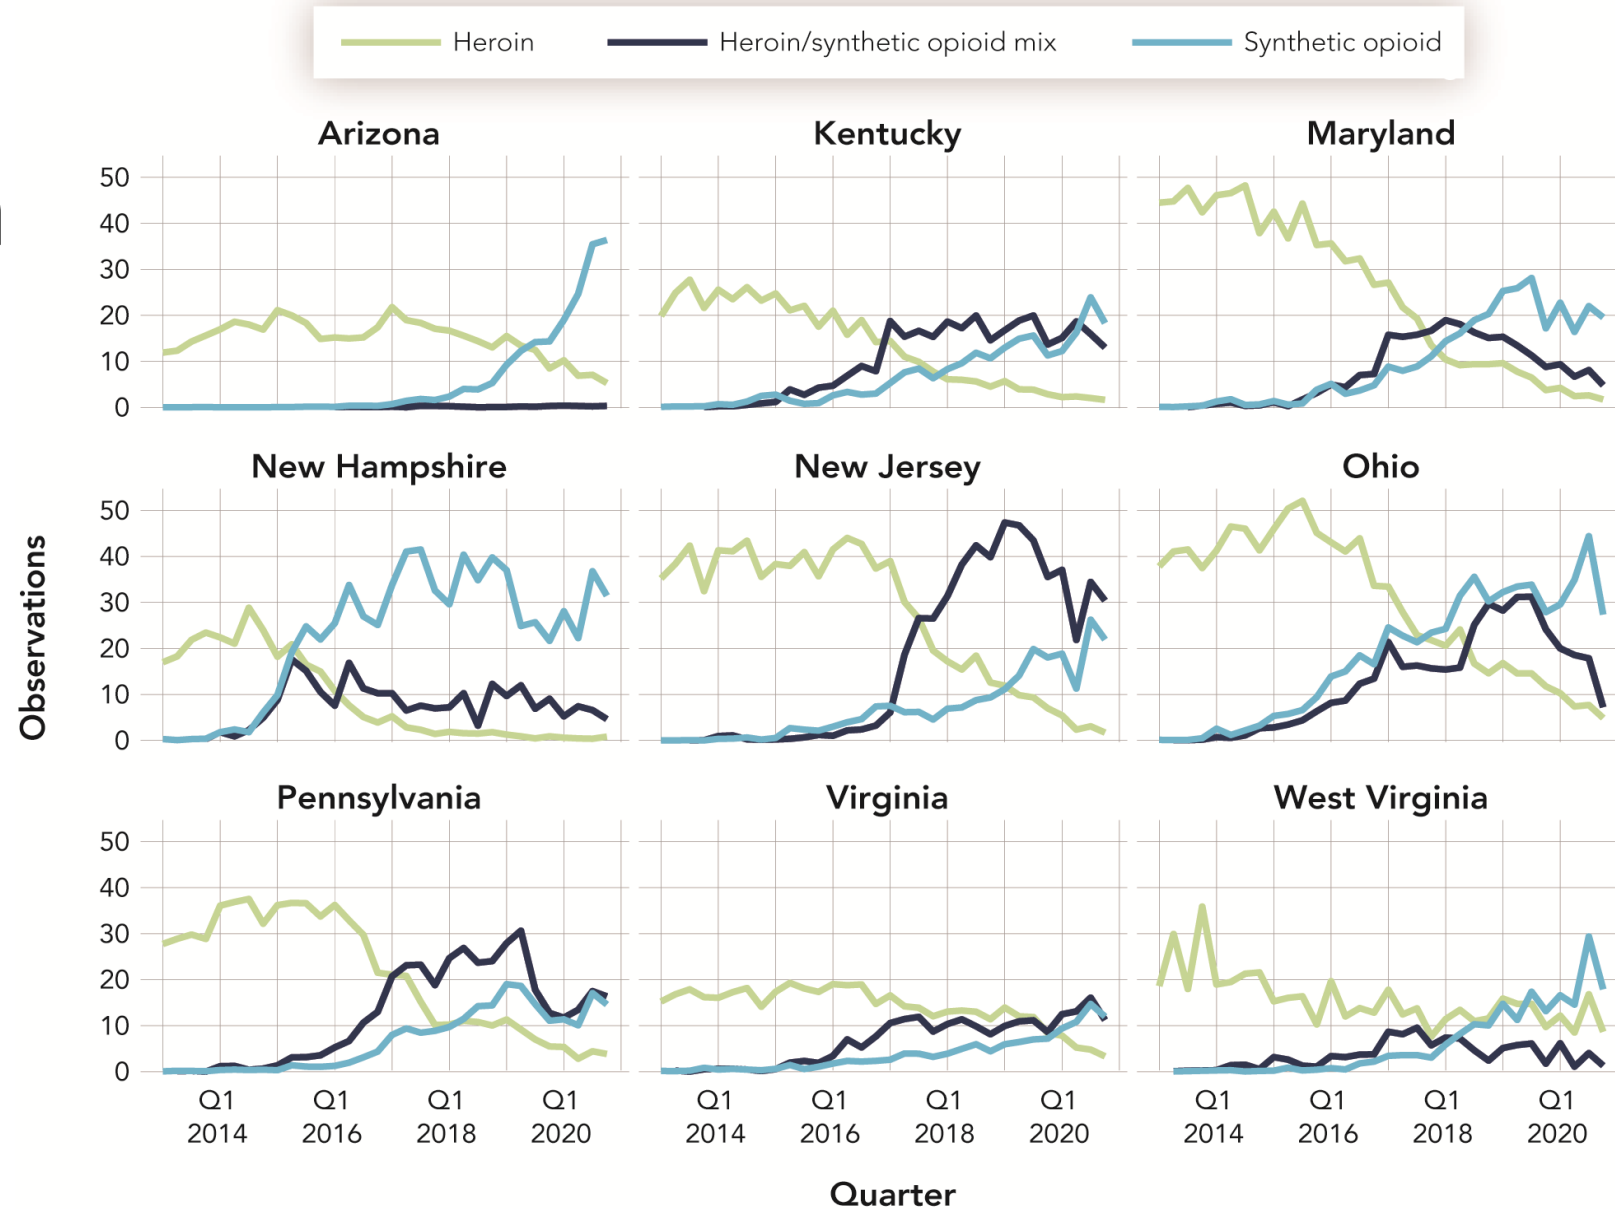 Heroin
Heroin/synthetic opioid mix
Synthetic opioid
Arizona
Kentucky
Maryland
50
40
30
20
10
0
New Hampshire
New Jersey
Ohio
50
40
30
20
10
0
Observations
Pennsylvania
Virginia
West Virginia
50
40
30
20
10
0
Q1 Q1 Q1 Q1
2014 2016 2018 2020
Q1 Q1 Q1 Q1
2014 2016 2018 2020
Q1 Q1 Q1 Q1
2014 2016 2018 2020
Quarter